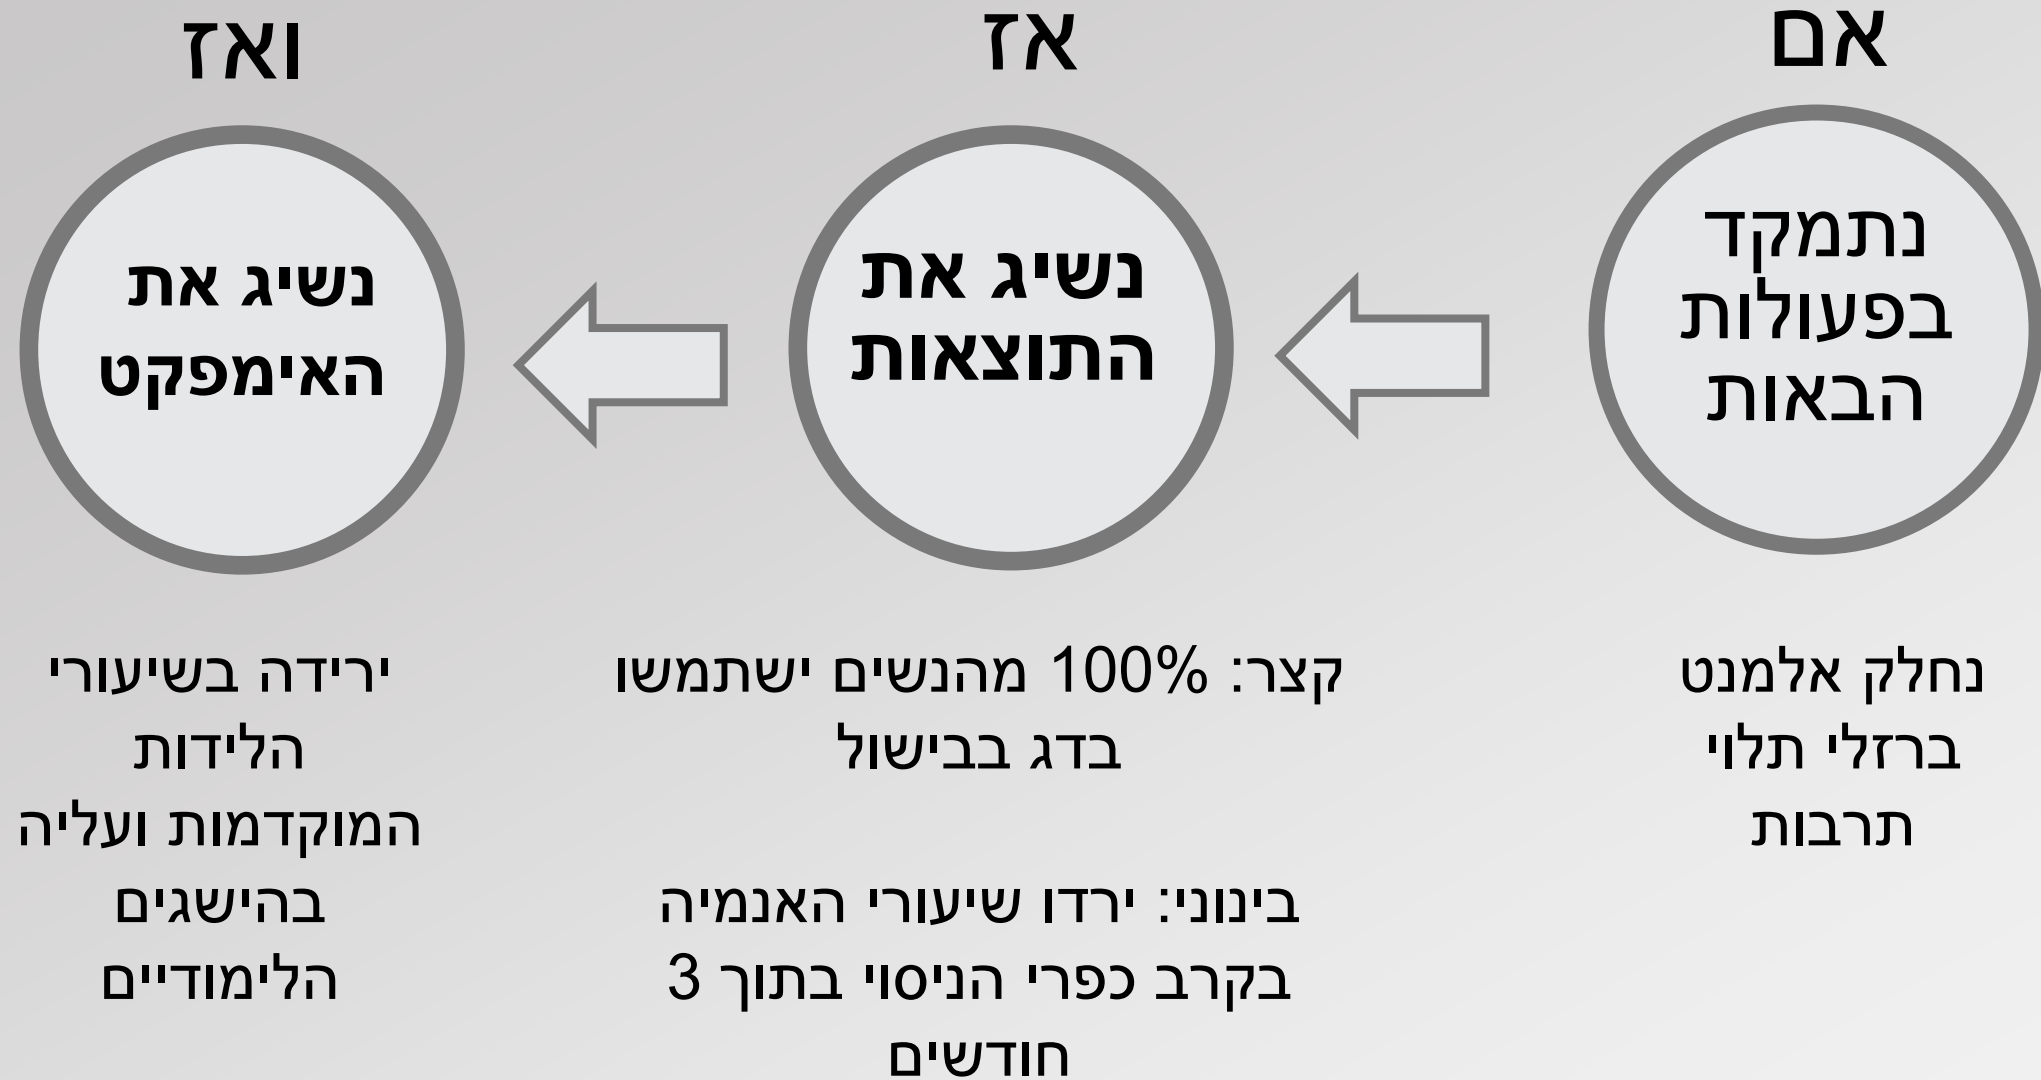 אם
נתמקד
בפעולות
הבאות
נחלק אלמנט
ברזלי תלוי
תרבות
אז
נשיג את
התוצאות
קצר: 100% מהנשים ישתמשו
בדג בבישול
בינוני: ירדו שיעורי האנמיה
בקרב כפרי הניסוי בתוך 3
חודשים
ואז
נשיג את
האימפקט
ירידה בשיעורי
הלידות
המוקדמות ועליה
בהישגים
הלימודיים